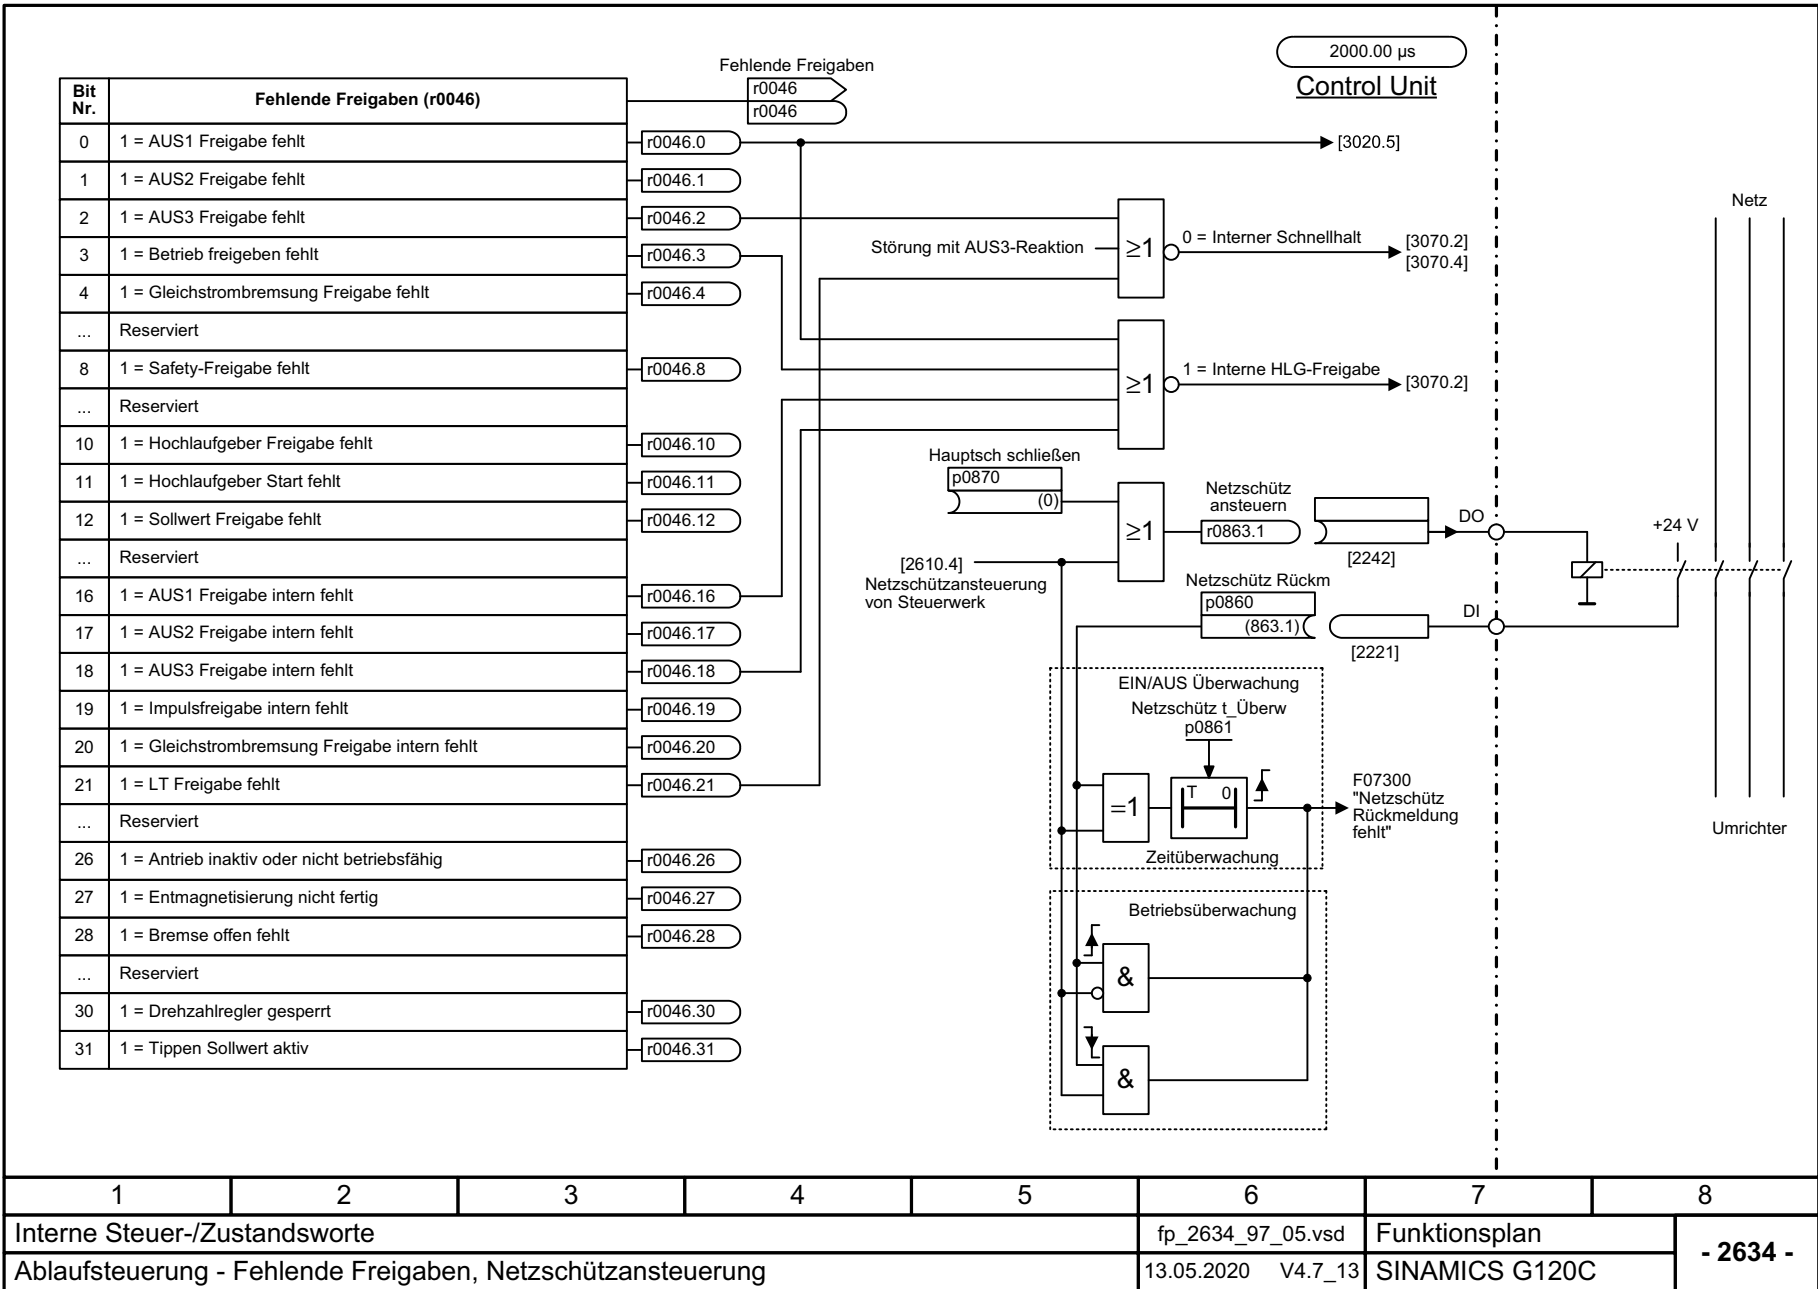 2000.00 µs
Control Unit
Fehlende Freigaben
r0046
r0046
Bit Nr.
Fehlende Freigaben (r0046)
0 1 = AUS1 Freigabe fehlt r0046.0 [3020.5]
1 1 = AUS2 Freigabe fehlt r0046.1
2 1 = AUS3 Freigabe fehlt r0046.2
3 1 = Betrieb freigeben fehlt r0046.3
4 1 = Gleichstrombremsung Freigabe fehlt r0046.4
... Reserviert
8 1 = Safety-Freigabe fehlt r0046.8
... Reserviert
10 1 = Hochlaufgeber Freigabe fehlt r0046.10
11 1 = Hochlaufgeber Start fehlt r0046.11
12 1 = Sollwert Freigabe fehlt r0046.12
... Reserviert
16 1 = AUS1 Freigabe intern fehlt r0046.16
17 1 = AUS2 Freigabe intern fehlt r0046.17
18 1 = AUS3 Freigabe intern fehlt r0046.18
19 1 = Impulsfreigabe intern fehlt r0046.19
20 1 = Gleichstrombremsung Freigabe intern fehlt r0046.20
21 1 = LT Freigabe fehlt r0046.21
... Reserviert
26 1 = Antrieb inaktiv oder nicht betriebsfähig r0046.26
27 1 = Entmagnetisierung nicht fertig r0046.27
28 1 = Bremse offen fehlt r0046.28
... Reserviert
30 1 = Drehzahlregler gesperrt r0046.30
31 1 = Tippen Sollwert aktiv r0046.31
Störung mit AUS3-Reaktion
≥1
0 = Interner Schnellhalt
[3070.2]
[3070.4]
≥1
1 = Interne HLG-Freigabe
[3070.2]
Hauptsch schließen
p0870
(0)
[2610.4]
Netzschützansteuerung
von Steuerwerk
≥1
Netzschütz
ansteuern
r0863.1
[2242]
DO
Netzschütz Rückm
p0860
(863.1)
[2221]
DI
Netz
+24 V
Umrichter
EIN/AUS Überwachung
Netzschütz t_Überw
p0861
=1
T 0
Zeitüberwachung
F07300
"Netzschütz
Rückmeldung
fehlt"
Betriebsüberwachung
&
&
1 2 3 4 5 6 7 8
Interne Steuer-/Zustandsworte
fp_2634_97_05.vsd
Funktionsplan
- 2634 -
Ablaufsteuerung - Fehlende Freigaben, Netzschützansteuerung
13.05.2020 V4.7_13
SINAMICS G120C